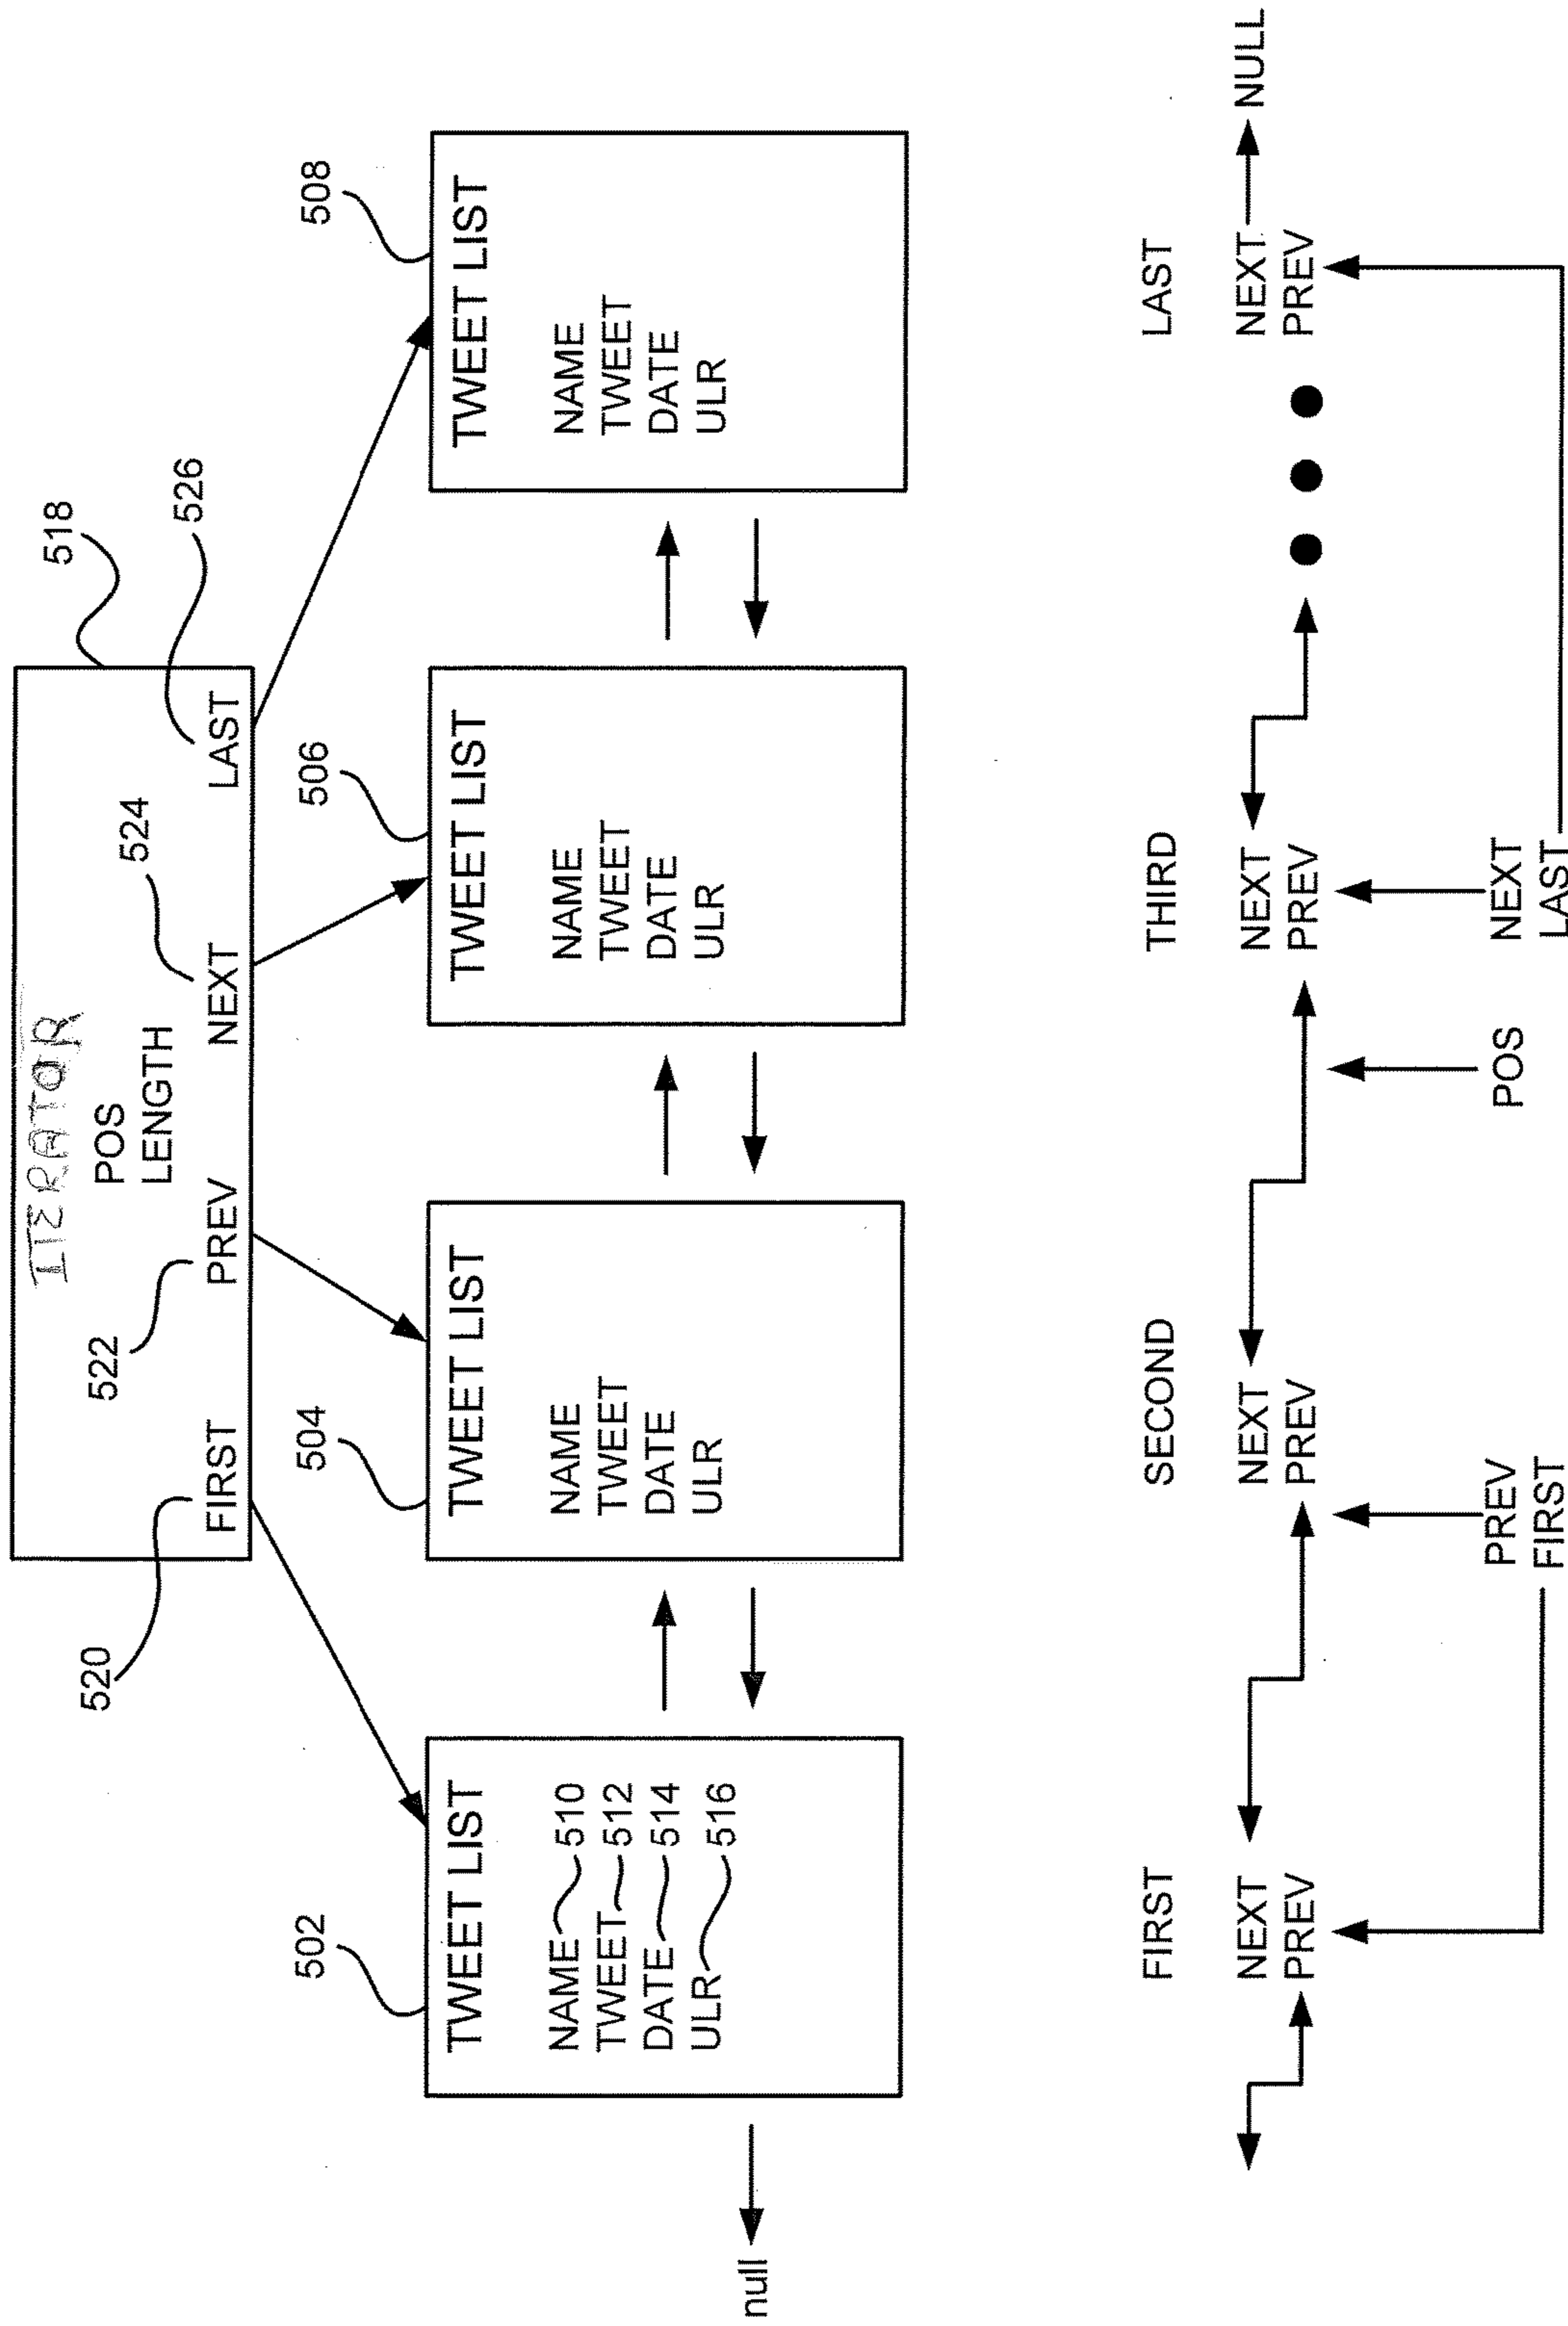 518
ITERATOR
POS
LENGTH
520
522
524
526
FIRST
PREV
NEXT
LAST
502
504
506
508
TWEET LIST
NAME 510
TWEET 512
DATE 514
ULR 516
TWEET LIST
NAME
TWEET
DATE
ULR
TWEET LIST
NAME
TWEET
DATE
ULR
TWEET LIST
NAME
TWEET
DATE
ULR
null
FIRST
NEXT
PREV
SECOND
NEXT
PREV
THIRD
NEXT
PREV
LAST
NEXT
PREV
NULL
PREV
FIRST
POS
NEXT
LAST